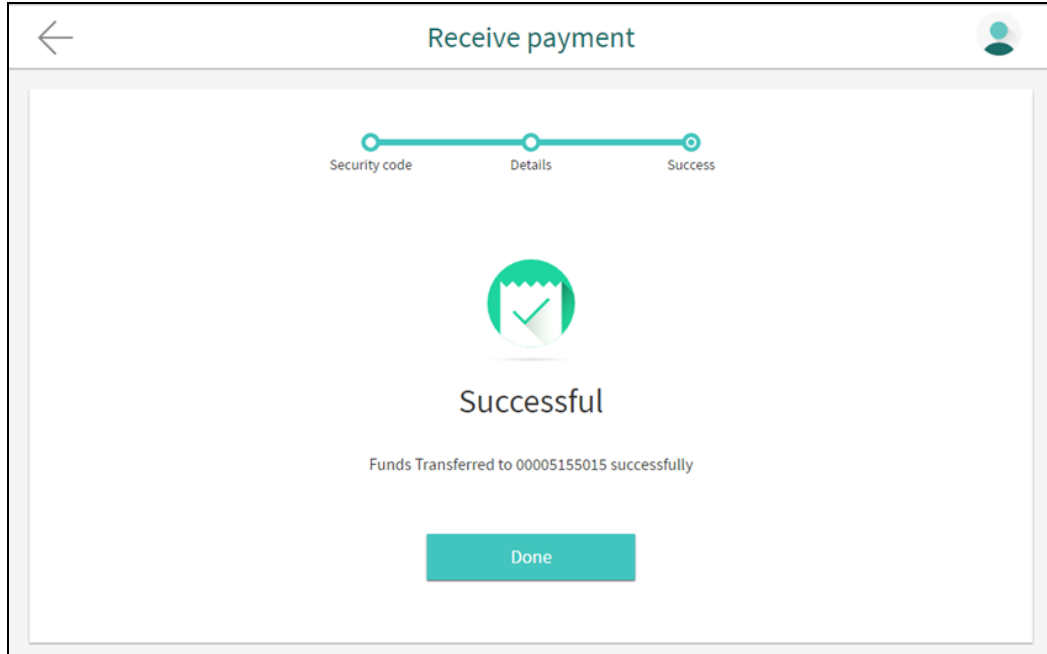 Receive payment
Security code
Details
Success
Successful
Funds Transferred to 00005155015 successfully
Done